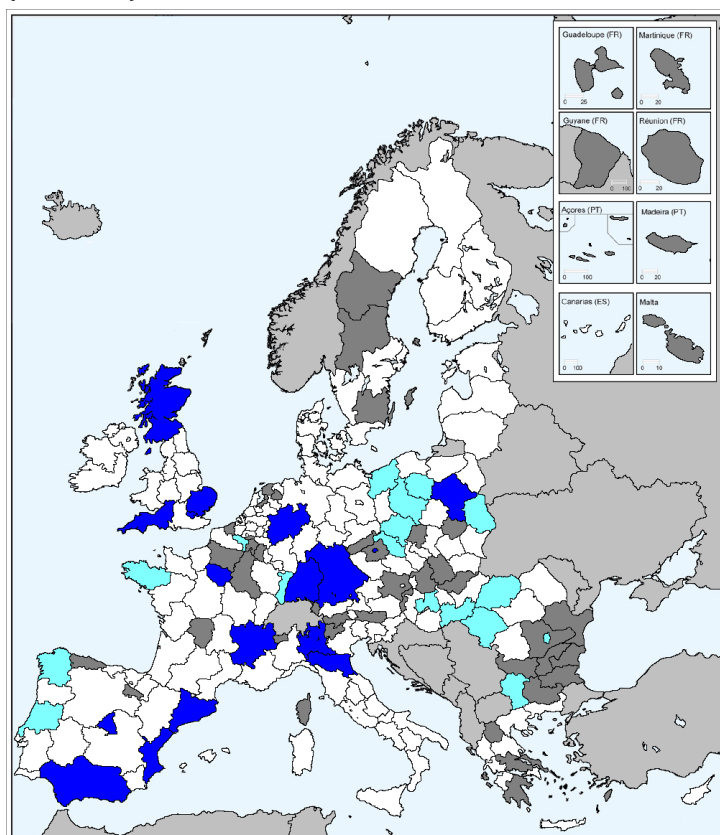 Guadeloupe (FR)
Martinique (FR)
0 25
0 20
Guyane (FR)
Réunion (FR)
0 100
0 20
Açores (PT)
Madeira (PT)
0 100
0 20
Canarias (ES)
Malta
0 100
0 10